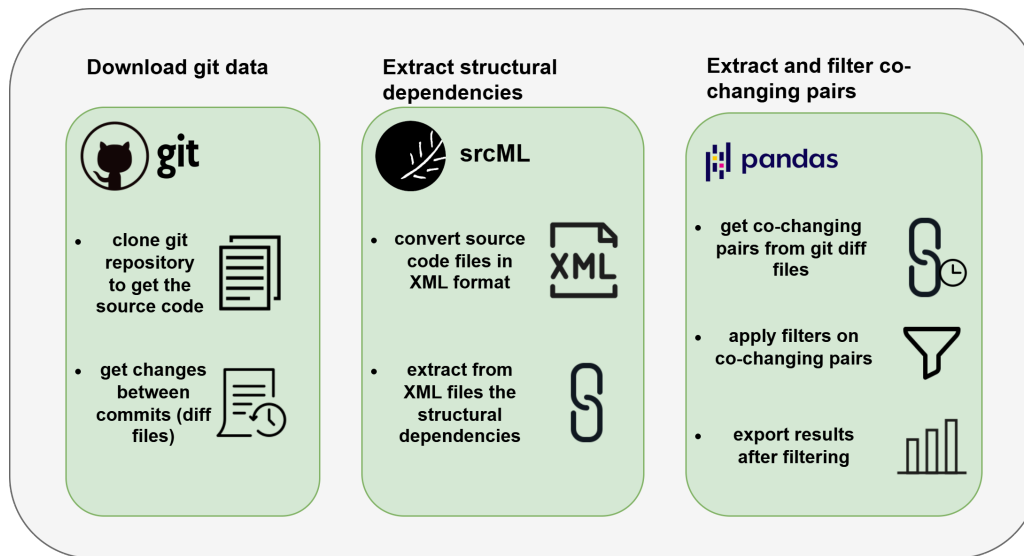 Download git data
git
• clone git
repository
to get the
source code
• get changes
between
commits (diff
files)
Extract structural
dependencies
srcML
• convert source
code files in
XML format
XML
• extract from
XML files the
structural
dependencies
Extract and filter co-
changing pairs
pandas
• get co-changing
pairs from git diff
files
• apply filters on
co-changing pairs
• export results
after filtering